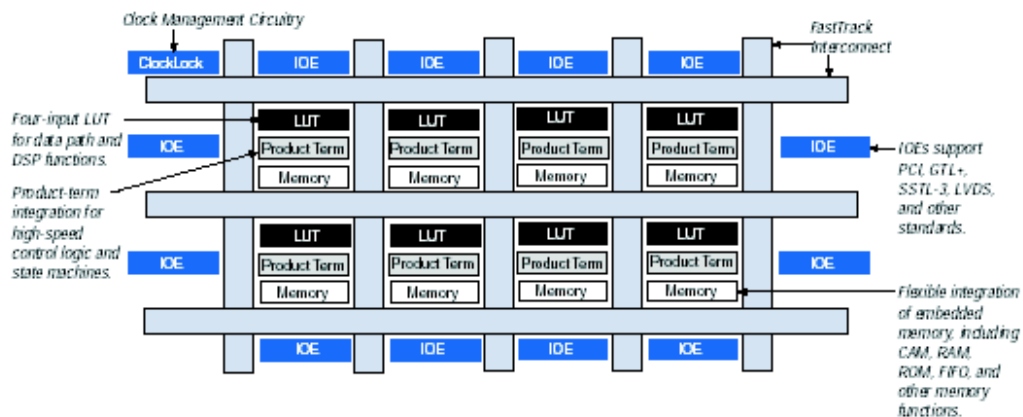 Clock Management Circuitry
FastTrack
Interconnect
ClockLock
IOE
IOE
IOE
IOE
Four-input LUT
for data path and
DSP functions.
LUT
LUT
LUT
LUT
IOE
Product Term
Product Term
Product Term
Product Term
IOE
IOEs support
PCI, GTL+,
SSTL-3, LVDS,
and other
standards.
Memory
Memory
Memory
Memory
Product-term
integration for
high-speed
control logic and
state machines.
LUT
LUT
LUT
LUT
IOE
Product Term
Product Term
Product Term
Product Term
IOE
Memory
Memory
Memory
Memory
Flexible integration
of embedded
memory, including
CAM, RAM,
ROM, FIFO, and
other memory
functions.
IOE
IOE
IOE
IOE